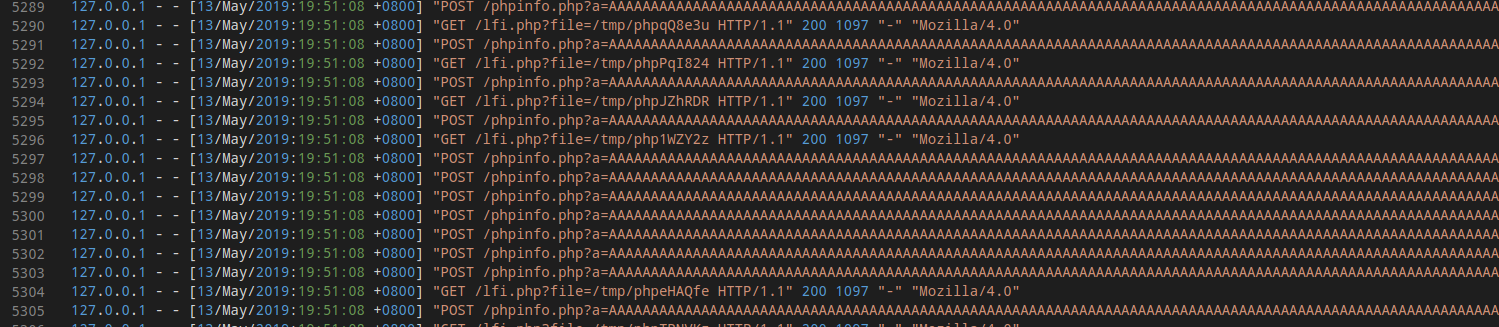 5289 127.0.0.1 - - [13/May/2019:19:51:08 +0800] "POST /phpinfo.php?a=AAAAAAAAAAAAAAAAAAAAAAAAAAAAAAAAAAAAAAAAAAAAAAAAAAAAAAAAAAAAAAAAAAAAAAAAAAAAAAAAAAAAAAAAAAAAAAAAAAAAAAAAAA
5290 127.0.0.1 - - [13/May/2019:19:51:08 +0800] "GET /lfi.php?file=/tmp/phpqQ8e3u HTTP/1.1" 200 1097 "-" "Mozilla/4.0"
5291 127.0.0.1 - - [13/May/2019:19:51:08 +0800] "POST /phpinfo.php?a=AAAAAAAAAAAAAAAAAAAAAAAAAAAAAAAAAAAAAAAAAAAAAAAAAAAAAAAAAAAAAAAAAAAAAAAAAAAAAAAAAAAAAAAAAAAAAAAAAAAAAAAAAA
5292 127.0.0.1 - - [13/May/2019:19:51:08 +0800] "GET /lfi.php?file=/tmp/phpPqI824 HTTP/1.1" 200 1097 "-" "Mozilla/4.0"
5293 127.0.0.1 - - [13/May/2019:19:51:08 +0800] "POST /phpinfo.php?a=AAAAAAAAAAAAAAAAAAAAAAAAAAAAAAAAAAAAAAAAAAAAAAAAAAAAAAAAAAAAAAAAAAAAAAAAAAAAAAAAAAAAAAAAAAAAAAAAAAAAAAAAAA
5294 127.0.0.1 - - [13/May/2019:19:51:08 +0800] "GET /lfi.php?file=/tmp/phpJZhRDR HTTP/1.1" 200 1097 "-" "Mozilla/4.0"
5295 127.0.0.1 - - [13/May/2019:19:51:08 +0800] "POST /phpinfo.php?a=AAAAAAAAAAAAAAAAAAAAAAAAAAAAAAAAAAAAAAAAAAAAAAAAAAAAAAAAAAAAAAAAAAAAAAAAAAAAAAAAAAAAAAAAAAAAAAAAAAAAAAAAAA
5296 127.0.0.1 - - [13/May/2019:19:51:08 +0800] "GET /lfi.php?file=/tmp/php1WZY2z HTTP/1.1" 200 1097 "-" "Mozilla/4.0"
5297 127.0.0.1 - - [13/May/2019:19:51:08 +0800] "POST /phpinfo.php?a=AAAAAAAAAAAAAAAAAAAAAAAAAAAAAAAAAAAAAAAAAAAAAAAAAAAAAAAAAAAAAAAAAAAAAAAAAAAAAAAAAAAAAAAAAAAAAAAAAAAAAAAAAA
5298 127.0.0.1 - - [13/May/2019:19:51:08 +0800] "POST /phpinfo.php?a=AAAAAAAAAAAAAAAAAAAAAAAAAAAAAAAAAAAAAAAAAAAAAAAAAAAAAAAAAAAAAAAAAAAAAAAAAAAAAAAAAAAAAAAAAAAAAAAAAAAAAAAAAA
5299 127.0.0.1 - - [13/May/2019:19:51:08 +0800] "POST /phpinfo.php?a=AAAAAAAAAAAAAAAAAAAAAAAAAAAAAAAAAAAAAAAAAAAAAAAAAAAAAAAAAAAAAAAAAAAAAAAAAAAAAAAAAAAAAAAAAAAAAAAAAAAAAAAAAA
5300 127.0.0.1 - - [13/May/2019:19:51:08 +0800] "POST /phpinfo.php?a=AAAAAAAAAAAAAAAAAAAAAAAAAAAAAAAAAAAAAAAAAAAAAAAAAAAAAAAAAAAAAAAAAAAAAAAAAAAAAAAAAAAAAAAAAAAAAAAAAAAAAAAAAA
5301 127.0.0.1 - - [13/May/2019:19:51:08 +0800] "POST /phpinfo.php?a=AAAAAAAAAAAAAAAAAAAAAAAAAAAAAAAAAAAAAAAAAAAAAAAAAAAAAAAAAAAAAAAAAAAAAAAAAAAAAAAAAAAAAAAAAAAAAAAAAAAAAAAAAA
5302 127.0.0.1 - - [13/May/2019:19:51:08 +0800] "POST /phpinfo.php?a=AAAAAAAAAAAAAAAAAAAAAAAAAAAAAAAAAAAAAAAAAAAAAAAAAAAAAAAAAAAAAAAAAAAAAAAAAAAAAAAAAAAAAAAAAAAAAAAAAAAAAAAAAA
5303 127.0.0.1 - - [13/May/2019:19:51:08 +0800] "POST /phpinfo.php?a=AAAAAAAAAAAAAAAAAAAAAAAAAAAAAAAAAAAAAAAAAAAAAAAAAAAAAAAAAAAAAAAAAAAAAAAAAAAAAAAAAAAAAAAAAAAAAAAAAAAAAAAAAA
5304 127.0.0.1 - - [13/May/2019:19:51:08 +0800] "GET /lfi.php?file=/tmp/phpeHAQfe HTTP/1.1" 200 1097 "-" "Mozilla/4.0"
5305 127.0.0.1 - - [13/May/2019:19:51:08 +0800] "POST /phpinfo.php?a=AAAAAAAAAAAAAAAAAAAAAAAAAAAAAAAAAAAAAAAAAAAAAAAAAAAAAAAAAAAAAAAAAAAAAAAAAAAAAAAAAAAAAAAAAAAAAAAAAAAAAAAAAA